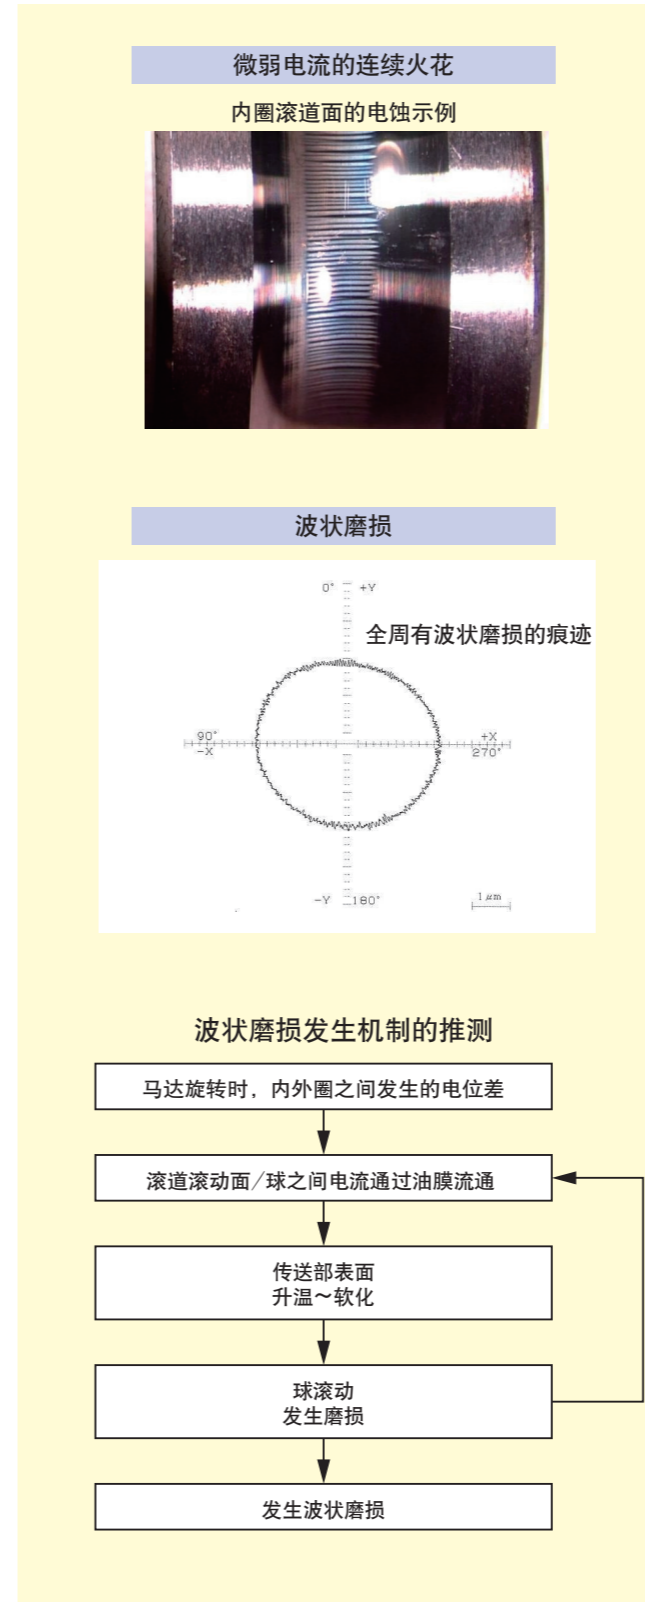 微弱电流的连续火花
内圈滚道面的电蚀示例
波状磨损
0° +Y
全周有波状磨损的痕迹
90° +X
-X 270°
-Y 180° 1μm
波状磨损发生机制的推测
马达旋转时，内外圈之间发生的电位差
滚道滚动面/球之间电流通过油膜流通
传送部表面
升温～软化
球滚动
发生磨损
发生波状磨损